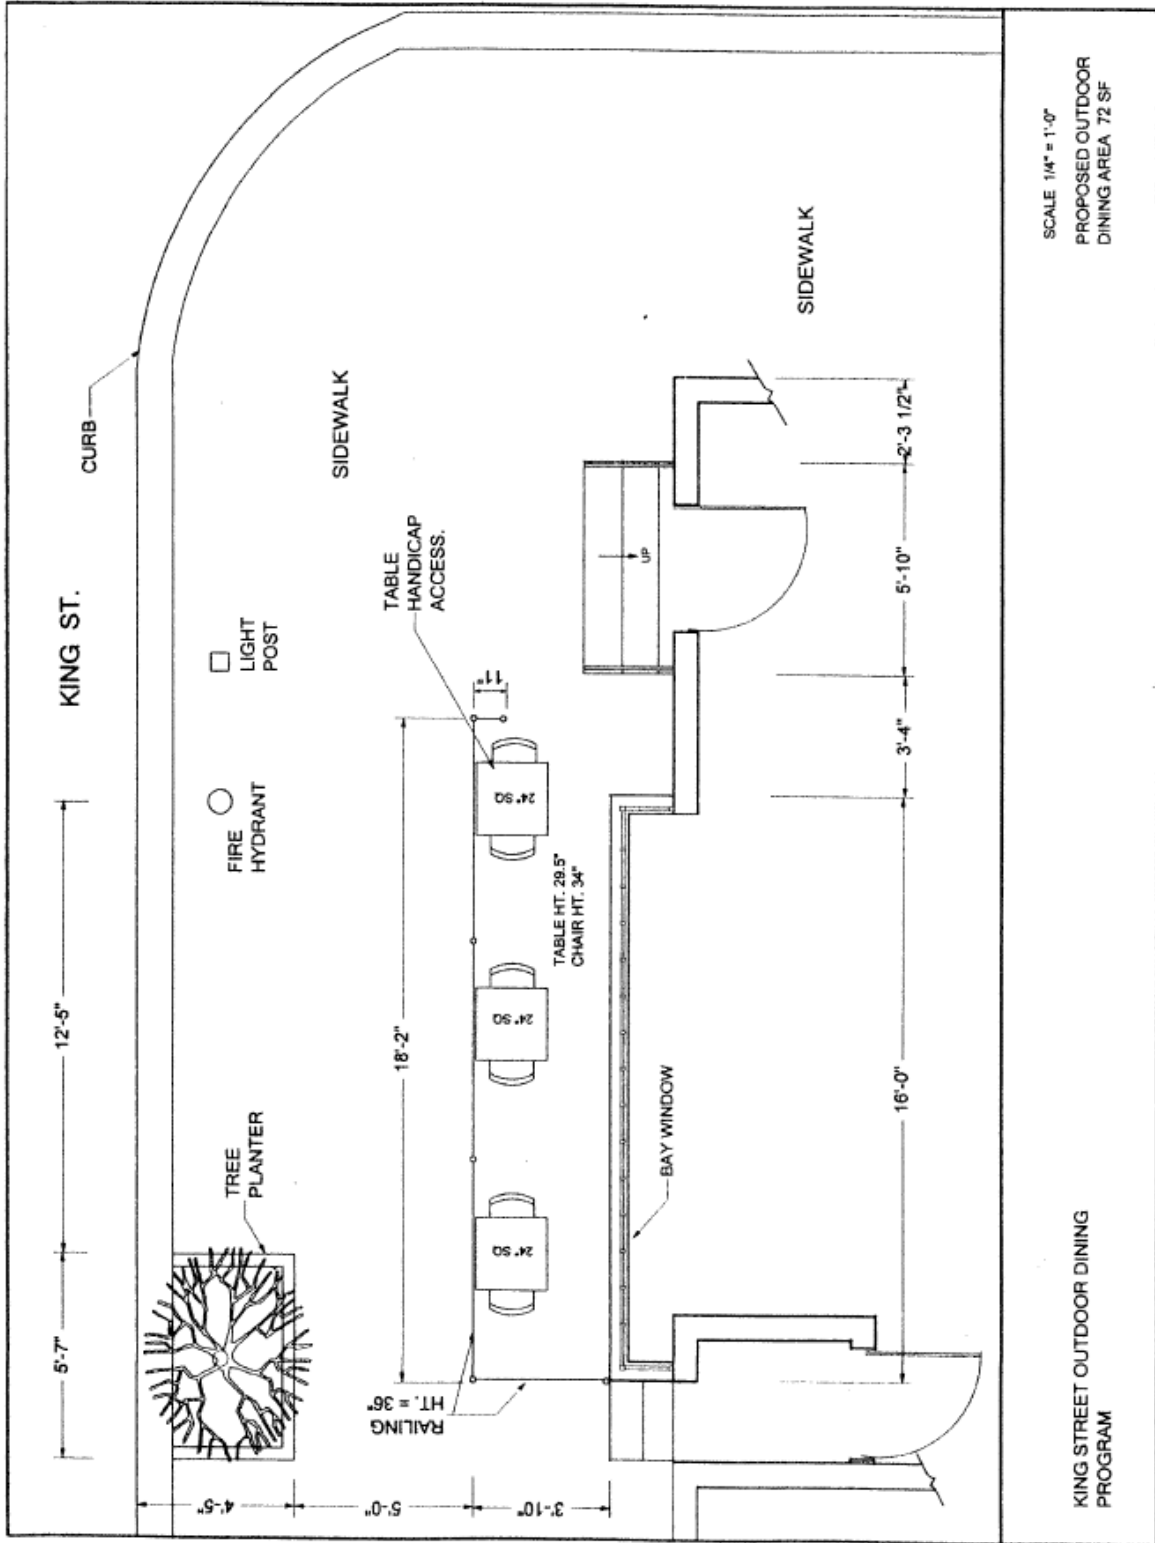 KING ST.
CURB
5'-7"
12'-5"
TREE
PLANTER
FIRE
HYDRANT
LIGHT
POST
SIDEWALK
4'-5"
5'-0"
3'-10"
RAILING
HT. = 36"
18'-2"
11"
TABLE
HANDICAP
ACCESS.
24" SQ
24" SQ
24" SQ
TABLE HT. 29.5"
CHAIR HT. 34"
BAY WINDOW
UP
SIDEWALK
16'-0"
3'-4"
5'-10"
2'-3 1/2"
KING STREET OUTDOOR DINING
PROGRAM
SCALE 1/4" = 1'-0"
PROPOSED OUTDOOR
DINING AREA 72 SF